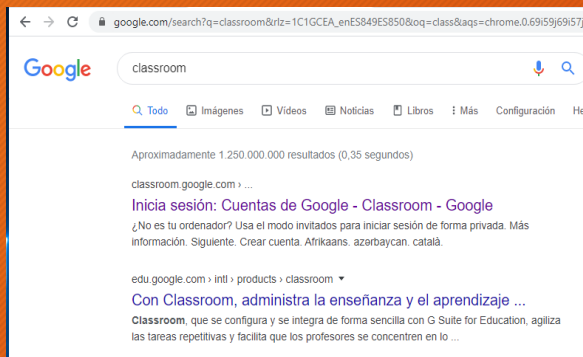 google.com/search?q=classroom&rlz=1C1GCEA_enES849ES850&oq=class&aqs=chrome.0.69i59j69i57j
Google
classroom
Todo Imágenes Vídeos Noticias Libros Más Configuración He
Aproximadamente 1.250.000.000 resultados (0,35 segundos)
classroom.google.com › ...
Inicia sesión: Cuentas de Google - Classroom - Google
¿No es tu ordenador? Usa el modo invitados para iniciar sesión de forma privada. Más
información. Siguiente. Crear cuenta. Afrikaans. azerbaycan. català.
edu.google.com › intl › products › classroom
Con Classroom, administra la enseñanza y el aprendizaje ...
Classroom, que se configura y se integra de forma sencilla con G Suite for Education, agiliza
las tareas repetitivas y facilita que los profesores se concentren en lo ...